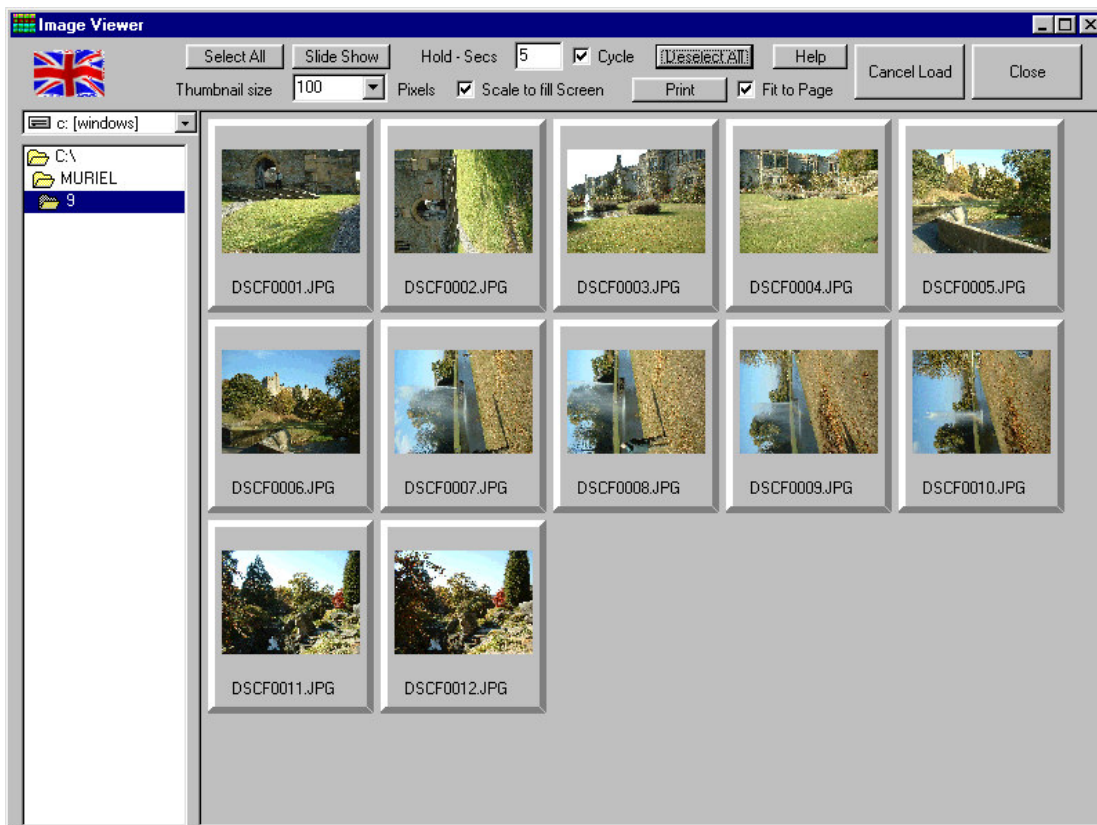 Image Viewer
Select All Slide Show Hold - Secs 5 Cycle Deselect All Help Cancel Load Close
Thumbnail size 100 Pixels Scale to fill Screen Print Fit to Page
c: [windows]
C:\
MURIEL
9
DSCF0001.JPG DSCF0002.JPG DSCF0003.JPG DSCF0004.JPG DSCF0005.JPG
DSCF0006.JPG DSCF0007.JPG DSCF0008.JPG DSCF0009.JPG DSCF0010.JPG
DSCF0011.JPG DSCF0012.JPG